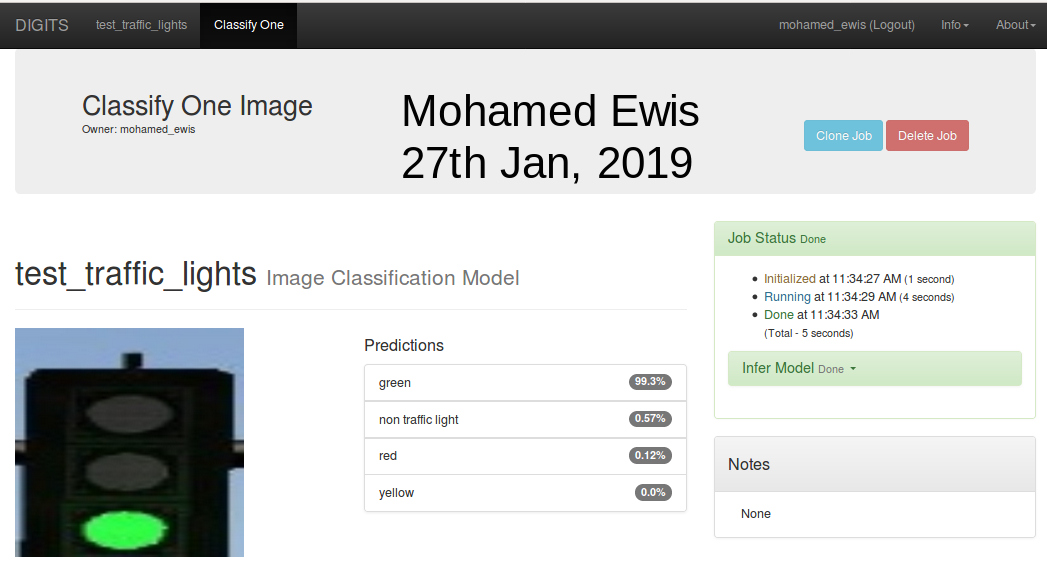 DIGITS test_traffic_lights Classify One mohamed_ewis (Logout) Info About
Classify One Image
Owner: mohamed_ewis
Mohamed Ewis
27th Jan, 2019
Clone Job Delete Job
test_traffic_lights Image Classification Model
Predictions
green 99.3%
non traffic light 0.57%
red 0.12%
yellow 0.0%
Job Status Done
Initialized at 11:34:27 AM (1 second)
Running at 11:34:29 AM (4 seconds)
Done at 11:34:33 AM
(Total - 5 seconds)
Infer Model Done
Notes
None